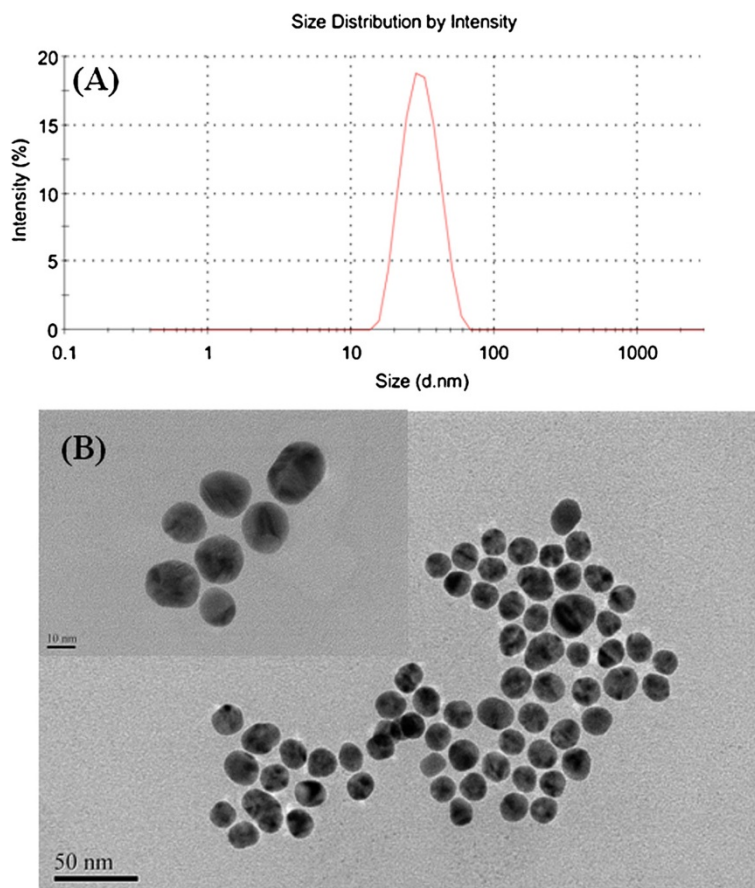 Size Distribution by Intensity
(A)
Intensity (%)
20
15
10
5
0
0.1 1 10 100 1000
Size (d.nm)
(B)
10 nm
50 nm